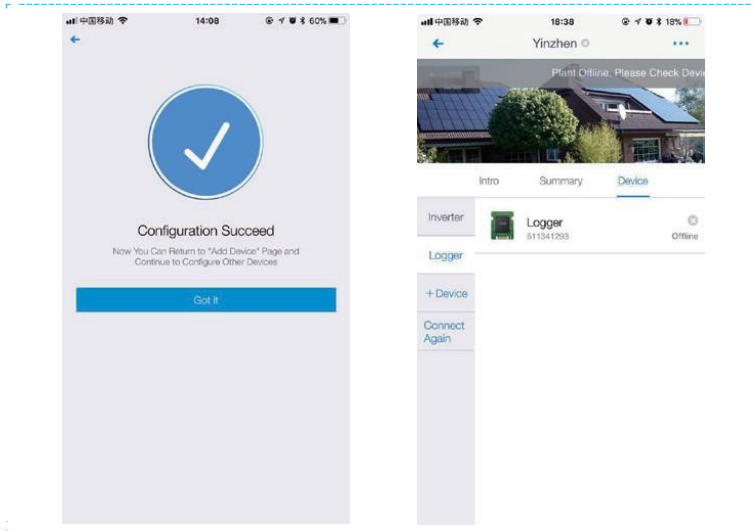 中国移动 14:08 60%
Configuration Succeed
Now You Can Return to "Add Device" Page and
Continue to Configure Other Devices
Got it
中国移动 18:38 18%
Yinzhen
Plant Offline, Please Check Devi
Intro Summary Device
Inverter
Logger
511341293
Offline
Logger
+Device
Connect
Again